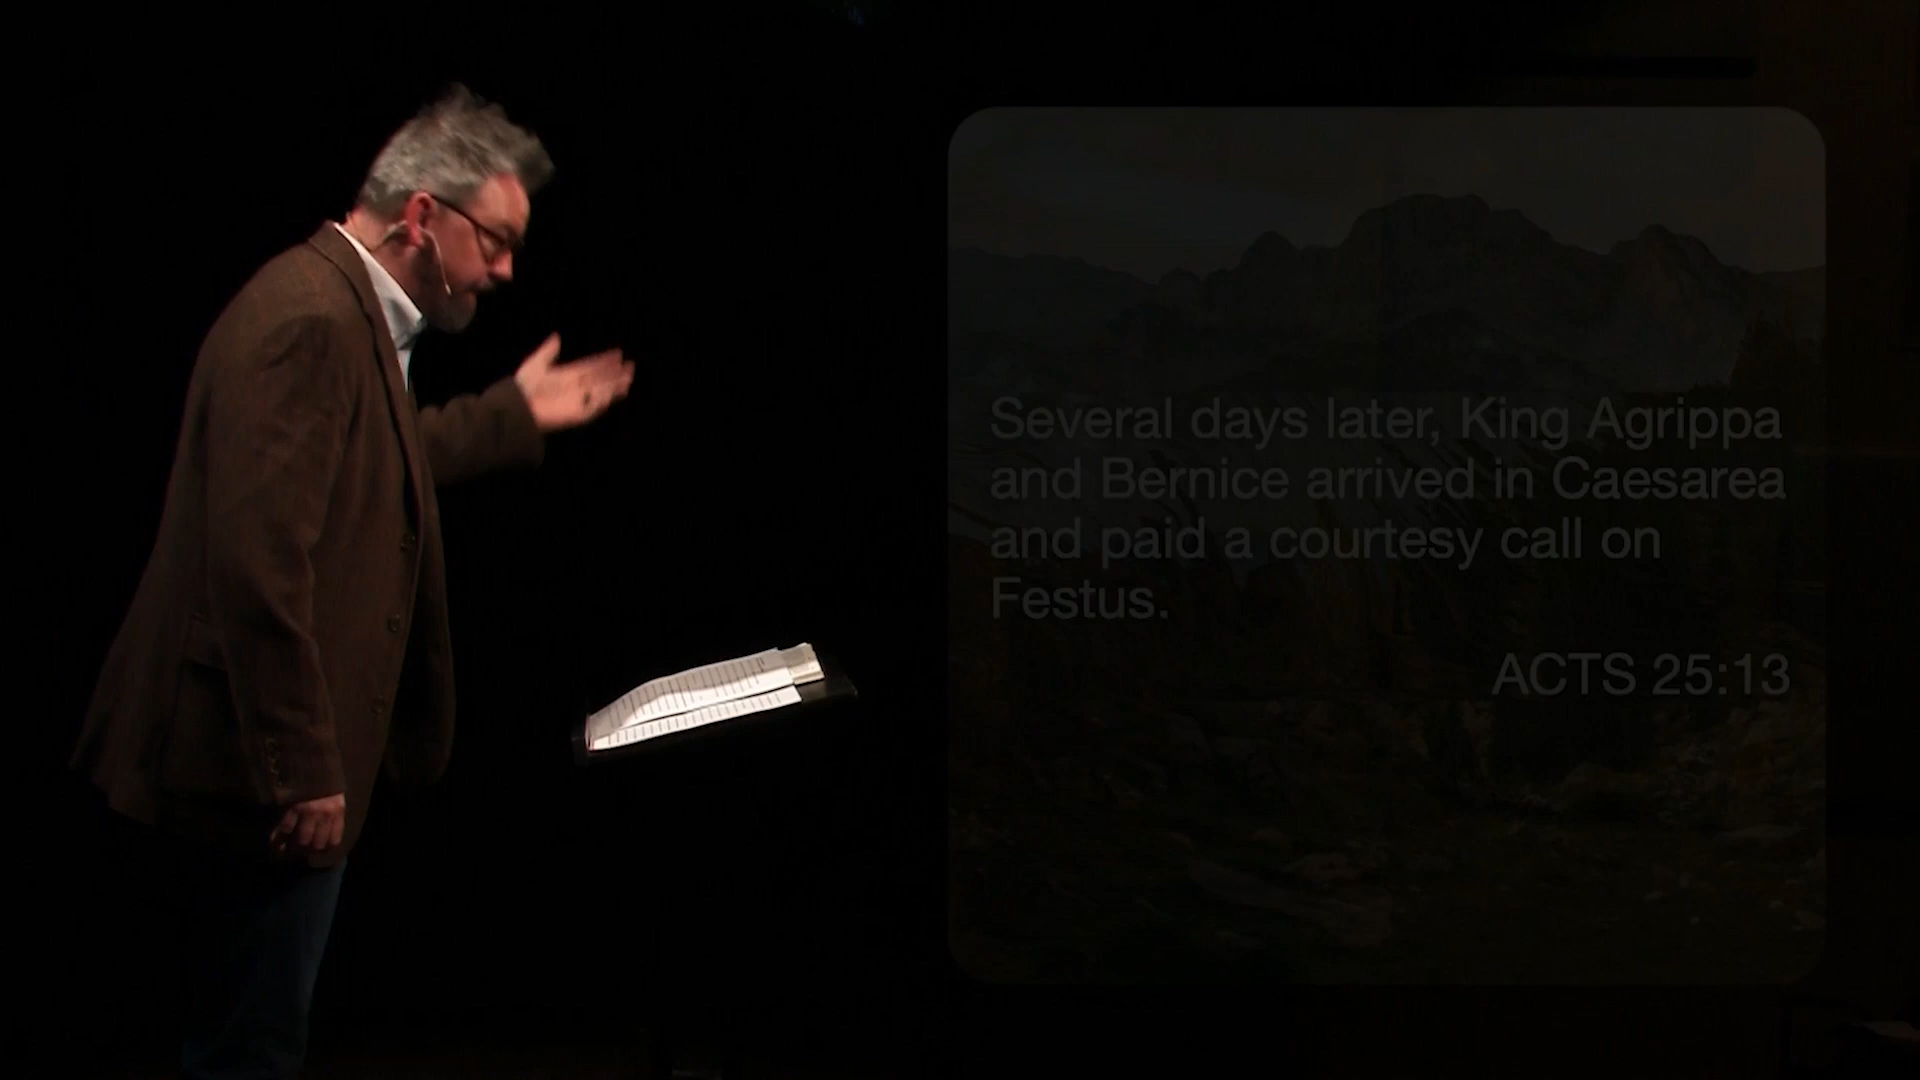 Several days later, King Agrippa
and Bernice arrived in Caesarea
and paid a courtesy call on
Festus.
ACTS 25:13